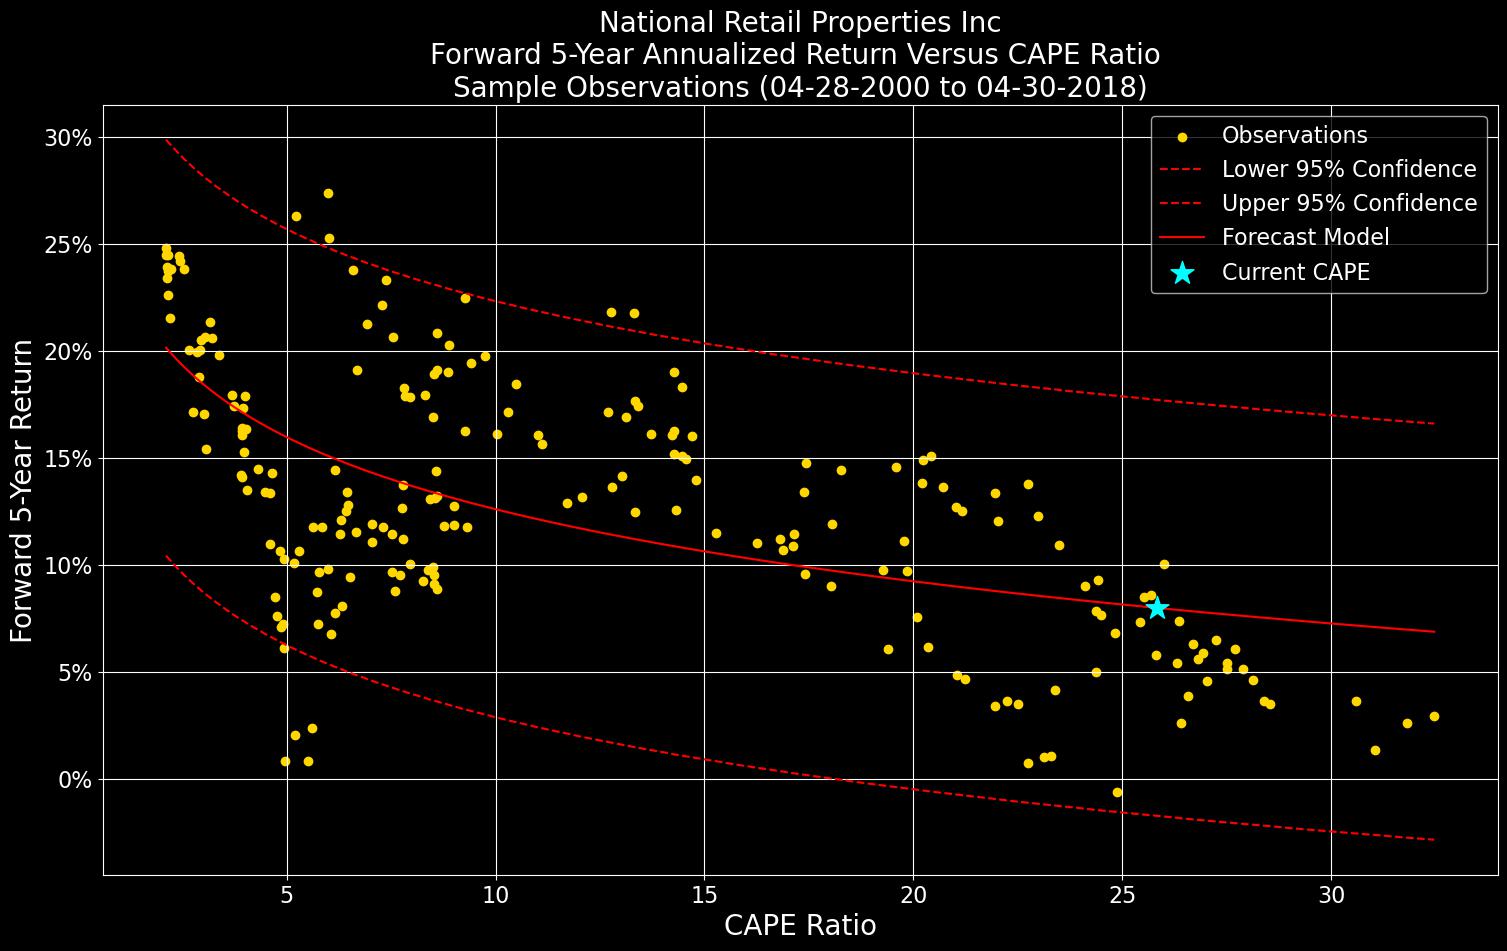 National Retail Properties Inc
Forward 5-Year Annualized Return Versus CAPE Ratio
Sample Observations (04-28-2000 to 04-30-2018)
Observations
Lower 95% Confidence
Upper 95% Confidence
Forecast Model
Current CAPE
Forward 5-Year Return
30%
25%
20%
15%
10%
5%
0%
5
10
15
20
25
30
CAPE Ratio